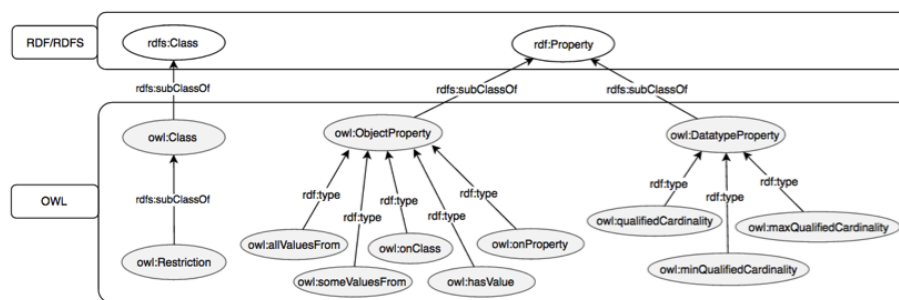 RDF/RDFS
rdfs:Class
rdf:Property
rdfs:subClassOf
rdfs:subClassOf
rdfs:subClassOf
OWL
owl:Class
owl:ObjectProperty
owl:DatatypeProperty
rdfs:subClassOf
rdf:type
rdf:type
rdf:type
rdf:type
rdf:type
rdf:type
rdf:type
rdf:type
owl:Restriction
owl:allValuesFrom
owl:someValuesFrom
owl:onClass
owl:hasValue
owl:onProperty
owl:qualifiedCardinality
owl:minQualifiedCardinality
owl:maxQualifiedCardinality